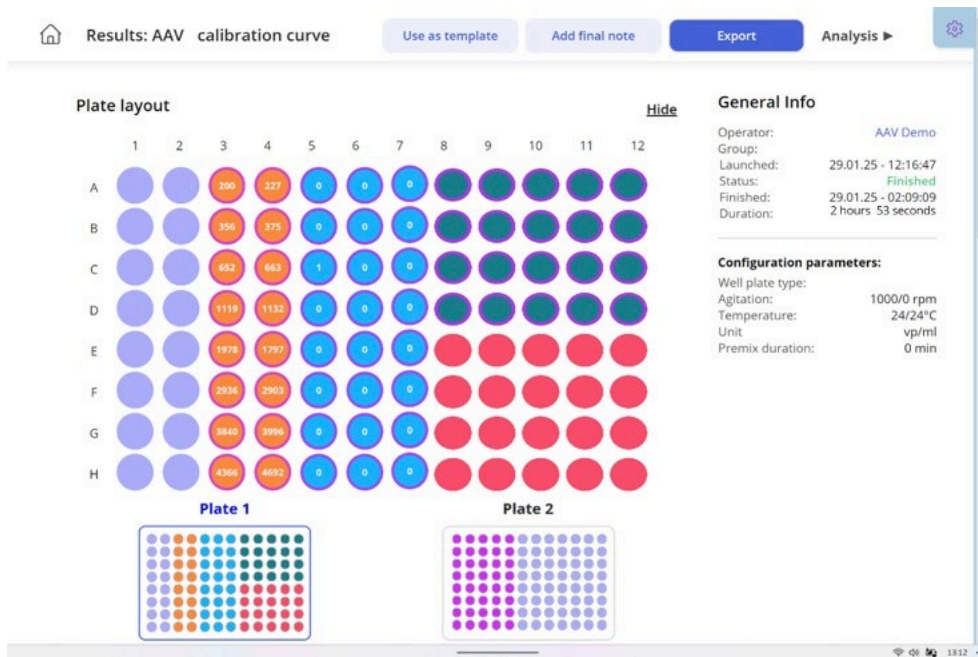 Results: AAV calibration curve
Use as template
Add final note
Export
Analysis ▶
Plate layout
Hide
1 2 3 4 5 6 7 8 9 10 11 12
A 200 227 0 0 0
B 356 375 0 0 0
C 652 663 1 0 0
D 1119 1132 0 0 0
E 1978 1797 0 0 0
F 2936 2903 0 0 0
G 3840 3996 0 0 0
H 4366 4692 0 0 0
Plate 1
Plate 2
General Info
Operator: AAV Demo
Group:
Launched: 29.01.25 - 12:16:47
Status: Finished
Finished: 29.01.25 - 02:09:09
Duration: 2 hours 53 seconds
Configuration parameters:
Well plate type:
Agitation: 1000/0 rpm
Temperature: 24/24°C
Unit vp/ml
Premix duration: 0 min
1312